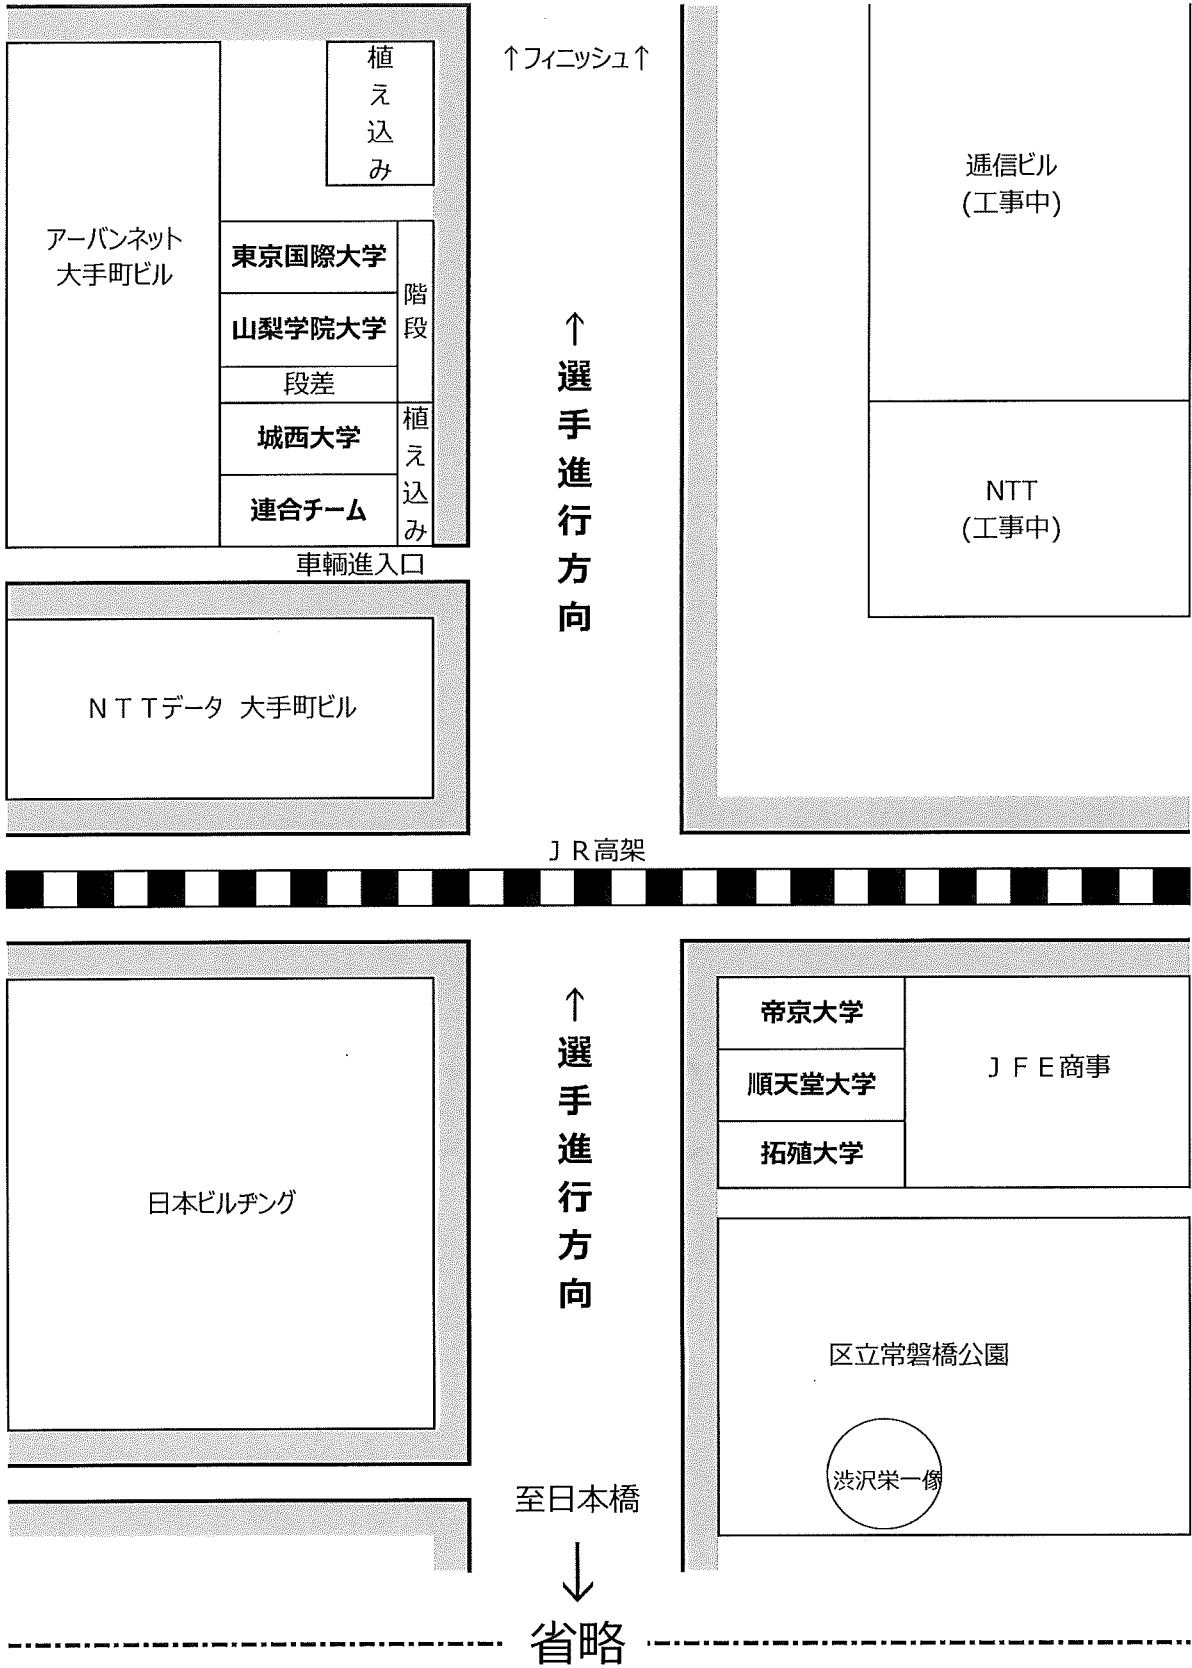 ↑フィニッシュ↑
植え込み
逓信ビル
(工事中)
アーバンネット
大手町ビル
東京国際大学
山梨学院大学
段差
階段
城西大学
連合チーム
植え込み
車輌進入口
↑選手進行方向
NTT
(工事中)
ＮＴＴデータ 大手町ビル
ＪＲ高架
帝京大学
順天堂大学
拓殖大学
ＪＦＥ商事
↑選手進行方向
日本ビルヂング
区立常磐橋公園
渋沢栄一像
至日本橋
↓
省略